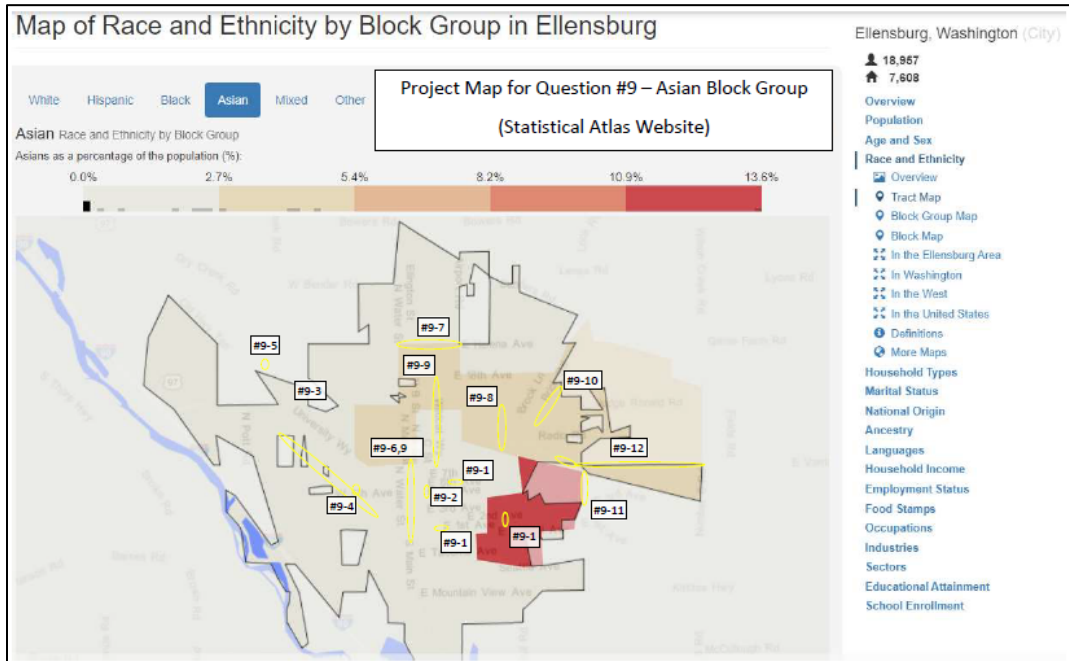 Map of Race and Ethnicity by Block Group in Ellensburg
Project Map for Question #9 – Asian Block Group
(Statistical Atlas Website)
White Hispanic Black Asian Mixed Other
Asian Race and Ethnicity by Block Group
Asians as a percentage of the population (%):
0.0% 2.7% 5.4% 8.2% 10.9% 13.6%
#9-7
#9-5
#9-9
#9-3
#9-10
#9-8
#9-6,9
#9-12
#9-1
#9-2
#9-4
#9-11
#9-1
#9-1
N Water St
E 18th Ave
University Wy
N Water St
E Mountain View Ave
97
Ellensburg, Washington (City)
18,957
7,608
Overview
Population
Age and Sex
Race and Ethnicity
Overview
Tract Map
Block Group Map
Block Map
In the Ellensburg Area
In Washington
In the West
In the United States
Definitions
More Maps
Household Types
Marital Status
National Origin
Ancestry
Languages
Household Income
Employment Status
Food Stamps
Occupations
Industries
Sectors
Educational Attainment
School Enrollment